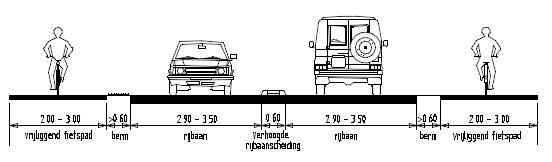 2.00 - 3.00 >0.60 2.90 - 3.50 0.60 2.90 - 3.50 >0.60 2.00 - 3.00
vrijliggend fietspad berm rijbaan verhoogde rijbaan berm vrijliggend fietspad
rijbaanscheiding